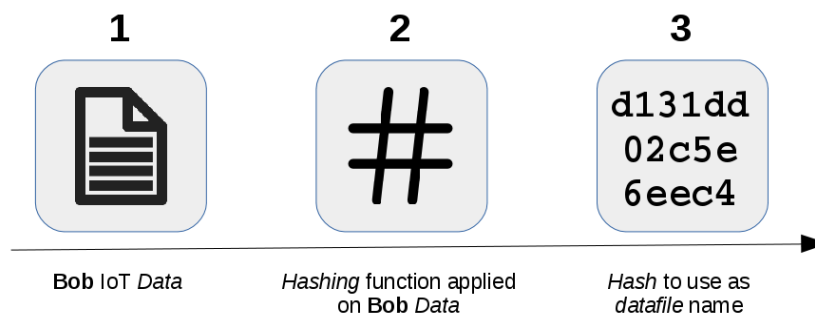 1
2
3
#
d131dd
02c5e
6eec4
Bob IoT Data
Hashing function applied
on Bob Data
Hash to use as
datafile name